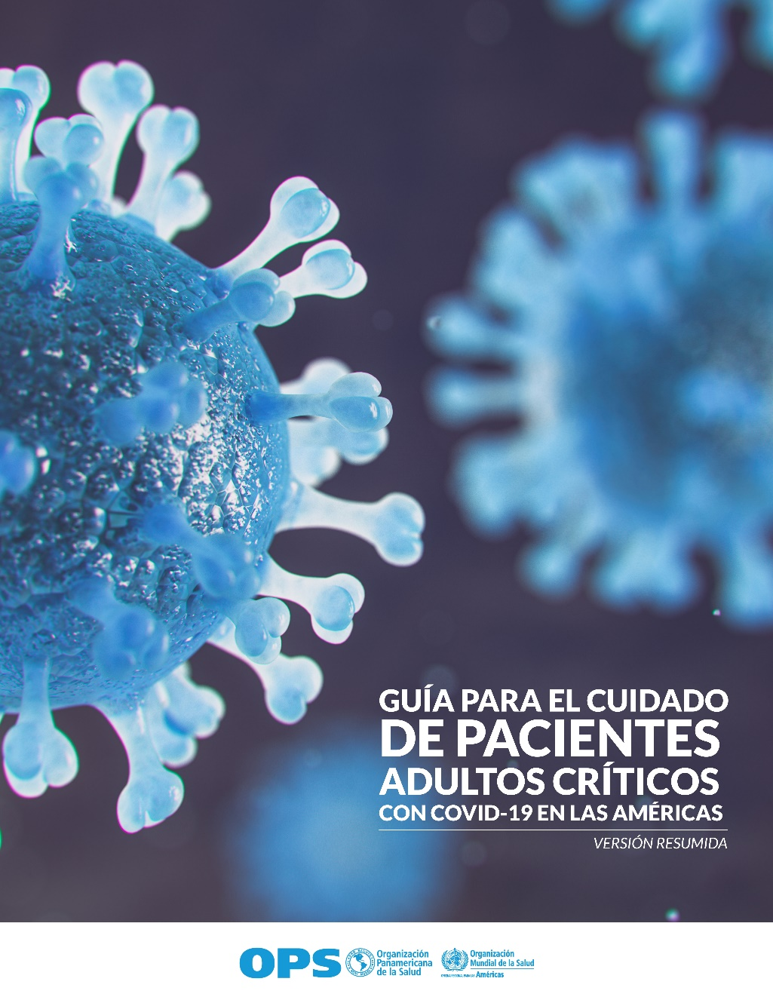 GUÍA PARA EL CUIDADO
DE PACIENTES
ADULTOS CRÍTICOS
CON COVID-19 EN LAS AMÉRICAS
VERSIÓN RESUMIDA
OPS
Organización
Panamericana
de la Salud
Organización
Mundial de la Salud
OFICINA REGIONAL PARA LAS Américas